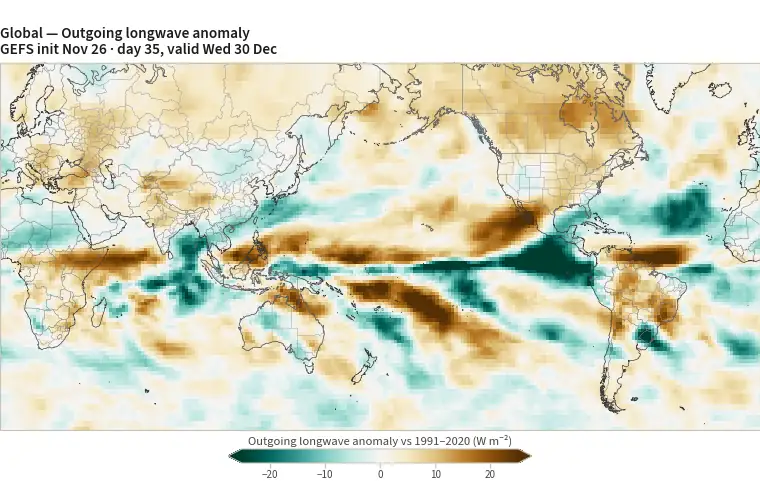 Global — Outgoing longwave anomaly
GEFS init Nov 26 · day 35, valid Wed 30 Dec
Outgoing longwave anomaly vs 1991–2020 (W m⁻²)
−20 −10 0 10 20